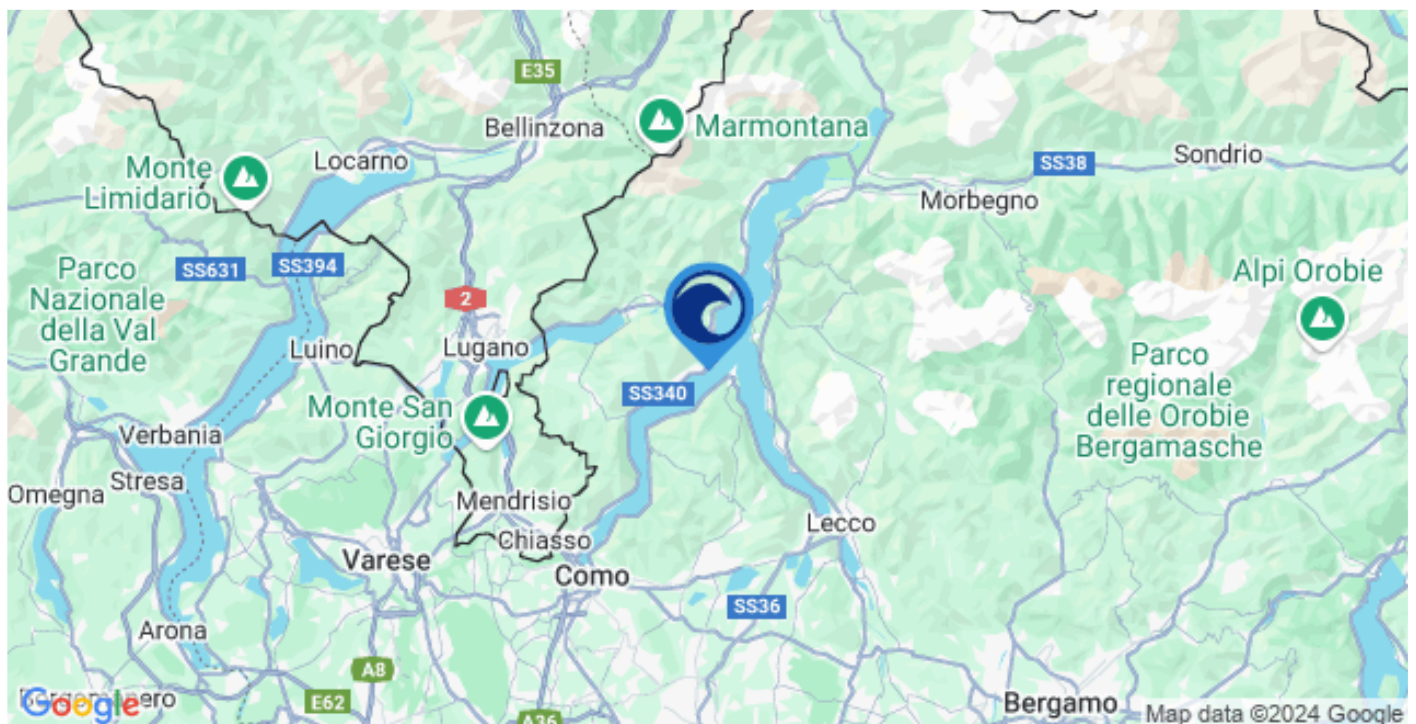 E35
Bellinzona
Marmontana
Locarno
Monte
Limidario
Sondrio
SS38
Morbegno
SS631
SS394
Parco
Nazionale
della Val
Grande
Alpi Orobie
2
Luino
Lugano
SS340
Parco
regionale
delle Orobie
Bergamasche
Monte San
Giorgio
Verbania
Stresa
Omegna
Mendrisio
Lecco
Chiasso
Varese
Como
SS36
Arona
A8
E62
A36
Bergamo
Google
Map data ©2024 Google